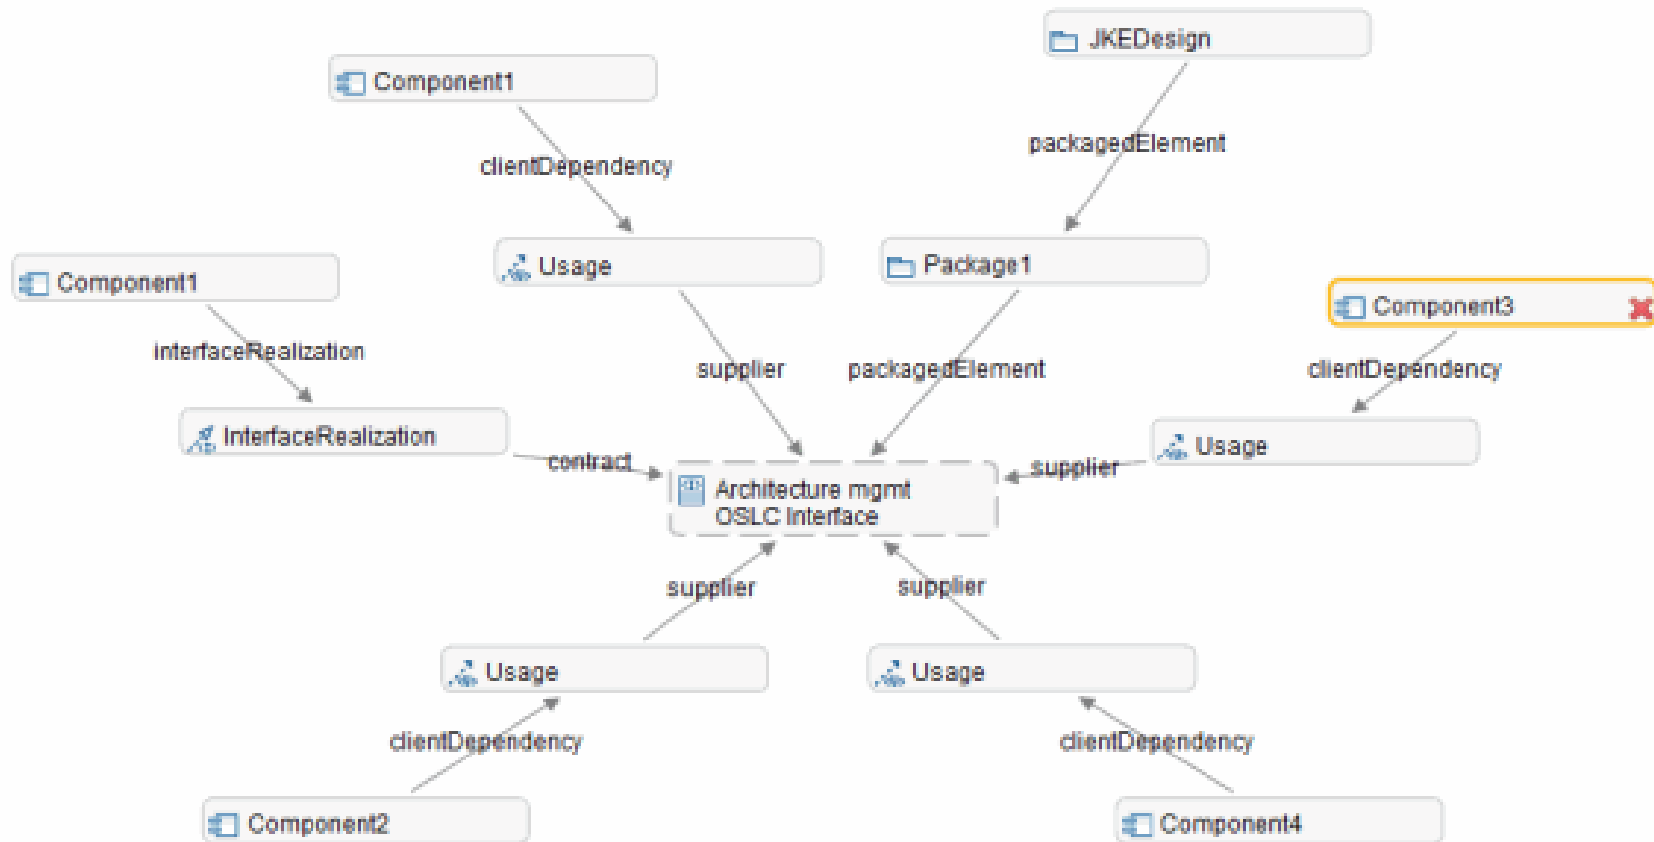 JKEDesign
Component1
packagedElement
clientDependency
Usage
Package1
Component1
Component3
interfaceRealization
supplier
packagedElement
clientDependency
InterfaceRealization
Usage
contract
supplier
Architecture mgmt
OSLC Interface
supplier
supplier
Usage
Usage
clientDependency
clientDependency
Component2
Component4